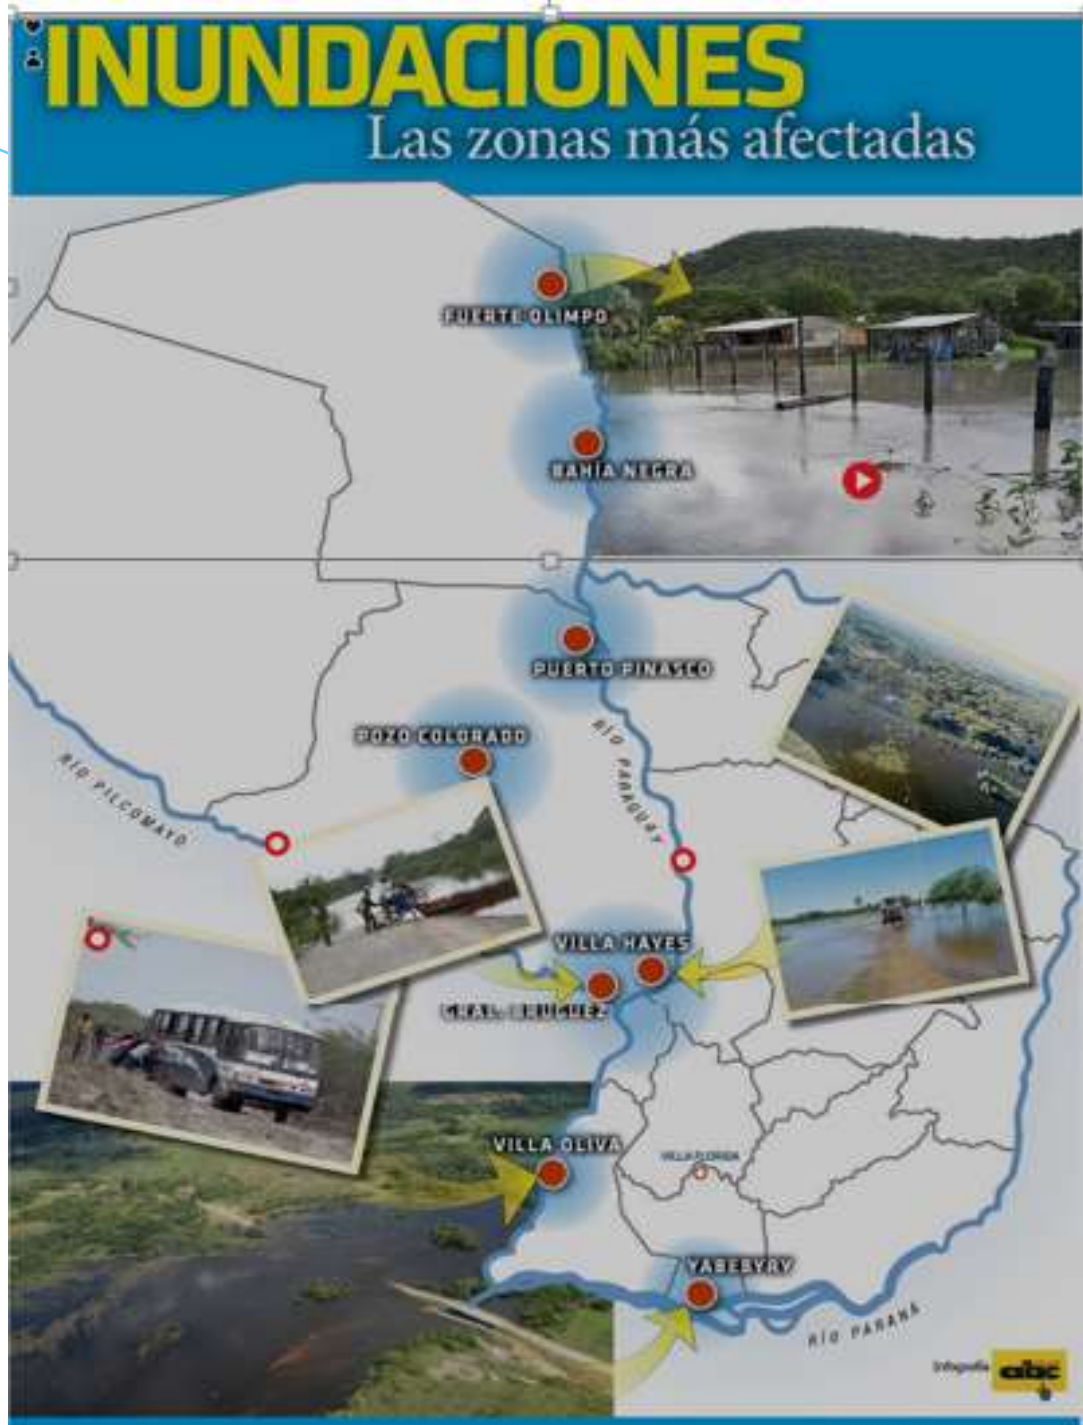 INUNDACIONES
Las zonas más afectadas
FUERTE OLIMPO
BAHÍA NEGRA
PUERTO PINASCO
POZO COLORADO
RÍO PARAGUAY
RÍO PILCOMAYO
VILLA HAYES
GRAL. BRUGUEZ
VILLA OLIVA
VILLA FLORIDA
YABEBYRY
RÍO PARANÁ
Infografía abc